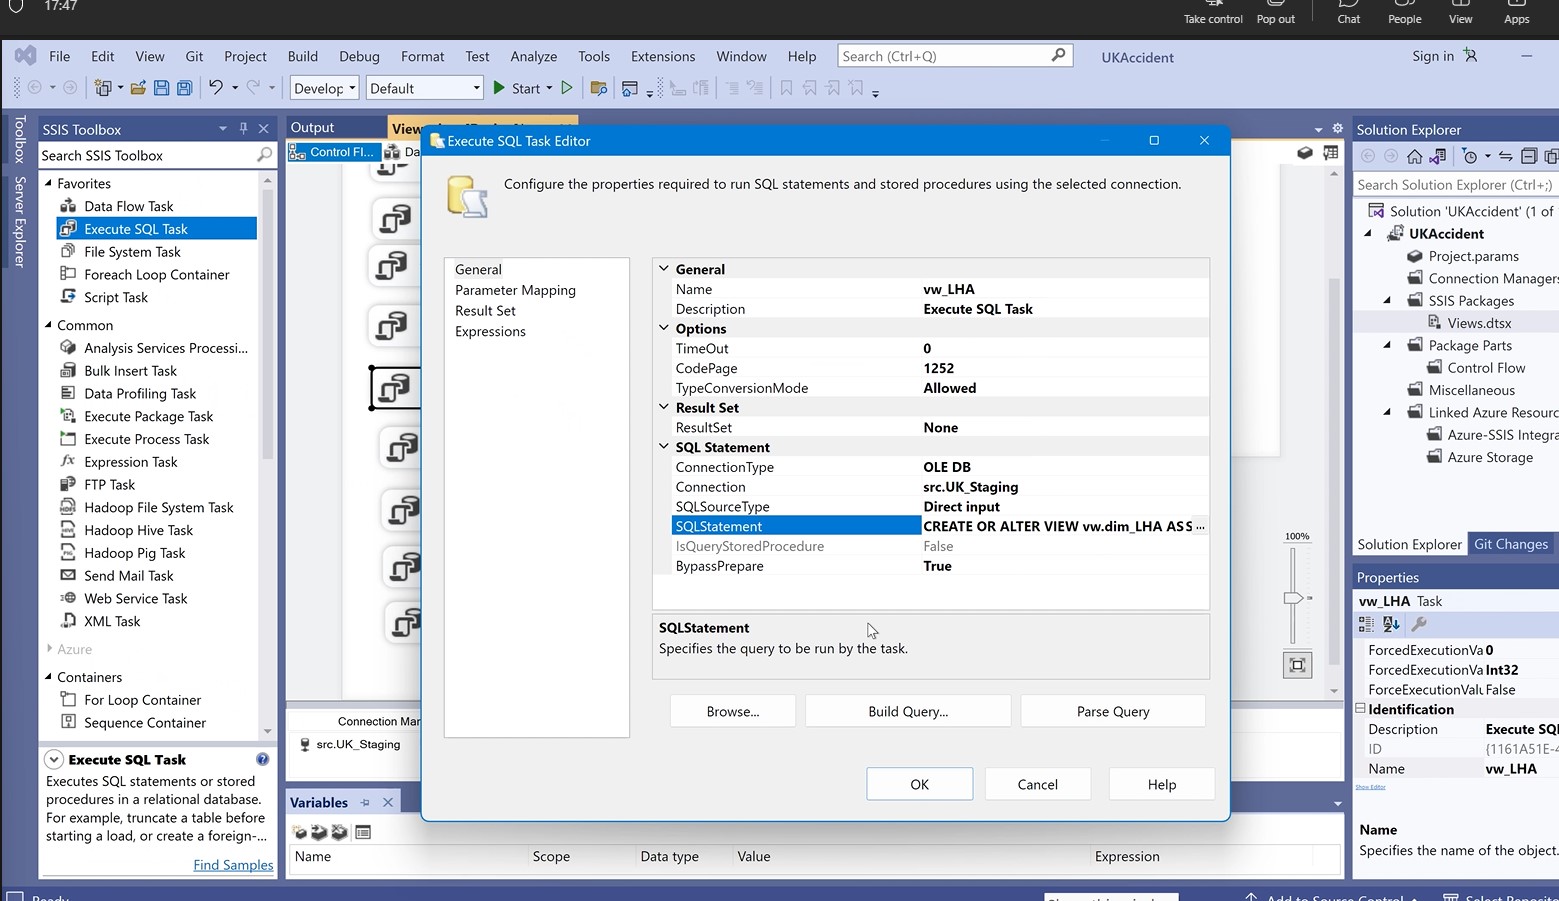 17:47
Take control
Pop out
Chat
People
View
Apps
File
Edit
View
Git
Project
Build
Debug
Format
Test
Analyze
Tools
Extensions
Window
Help
Search (Ctrl+Q)
UKAccident
Sign in
Develop
Default
Start
Toolbox
Server Explorer
SSIS Toolbox
Search SSIS Toolbox
Favorites
Data Flow Task
Execute SQL Task
File System Task
Foreach Loop Container
Script Task
Common
Analysis Services Processi...
Bulk Insert Task
Data Profiling Task
Execute Package Task
Execute Process Task
Expression Task
FTP Task
Hadoop File System Task
Hadoop Hive Task
Hadoop Pig Task
Send Mail Task
Web Service Task
XML Task
Azure
Containers
For Loop Container
Sequence Container
Execute SQL Task
Executes SQL statements or stored
procedures in a relational database.
For example, truncate a table before
starting a load, or create a foreign-...
Find Samples
Output
View
Control Fl...
Da
Execute SQL Task Editor
Configure the properties required to run SQL statements and stored procedures using the selected connection.
General
Parameter Mapping
Result Set
Expressions
General
Name vw_LHA
Description Execute SQL Task
Options
TimeOut 0
CodePage 1252
TypeConversionMode Allowed
Result Set
ResultSet None
SQL Statement
ConnectionType OLE DB
Connection src.UK_Staging
SQLSourceType Direct input
SQLStatement CREATE OR ALTER VIEW vw.dim_LHA AS S ...
IsQueryStoredProcedure False
BypassPrepare True
SQLStatement
Specifies the query to be run by the task.
Browse...
Build Query...
Parse Query
OK
Cancel
Help
100%
Connection Man
src.UK_Staging
Variables
Name
Scope
Data type
Value
Expression
Solution Explorer
Search Solution Explorer (Ctrl+;)
Solution 'UKAccident' (1 of
UKAccident
Project.params
Connection Managers
SSIS Packages
Views.dtsx
Package Parts
Control Flow
Miscellaneous
Linked Azure Resourc
Azure-SSIS Integra
Azure Storage
Solution Explorer
Git Changes
Properties
vw_LHA Task
ForcedExecutionVa 0
ForcedExecutionVa Int32
ForceExecutionValu False
Identification
Description Execute SQ
ID {1161A51E-4
Name vw_LHA
Show Editor
Name
Specifies the name of the object.
Ready
Add to Source Control
Select Reposito